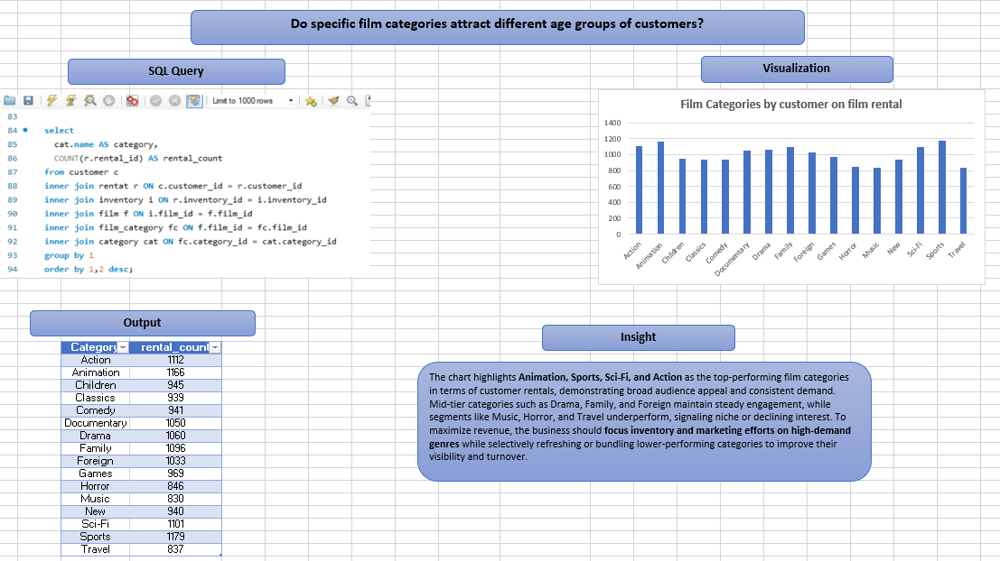 Do specific film categories attract different age groups of customers?
SQL Query
Limit to 1000 rows
83
84 select
85 cat.name AS category,
86 COUNT(r.rental_id) AS rental_count
87 from customer c
88 inner join rentat r ON c.customer_id = r.customer_id
89 inner join inventory i ON r.inventory_id = i.inventory_id
90 inner join film f ON i.film_id = f.film_id
91 inner join film_category fc ON f.film_id = fc.film_id
92 inner join category cat ON fc.category_id = cat.category_id
93 group by 1
94 order by 1,2 desc;
Visualization
Film Categories by customer on film rental
1400
1200
1000
800
600
400
200
0
Action
Animation
Children
Classics
Comedy
Documentary
Drama
Family
Foreign
Games
Horror
Music
New
Sci-Fi
Sports
Travel
Output
Category rental_count
Action 1112
Animation 1166
Children 945
Classics 939
Comedy 941
Documentary 1050
Drama 1060
Family 1096
Foreign 1033
Games 969
Horror 846
Music 830
New 940
Sci-Fi 1101
Sports 1179
Travel 837
Insight
The chart highlights Animation, Sports, Sci-Fi, and Action as the top-performing film categories
in terms of customer rentals, demonstrating broad audience appeal and consistent demand.
Mid-tier categories such as Drama, Family, and Foreign maintain steady engagement, while
segments like Music, Horror, and Travel underperform, signaling niche or declining interest. To
maximize revenue, the business should focus inventory and marketing efforts on high-demand
genres while selectively refreshing or bundling lower-performing categories to improve their
visibility and turnover.